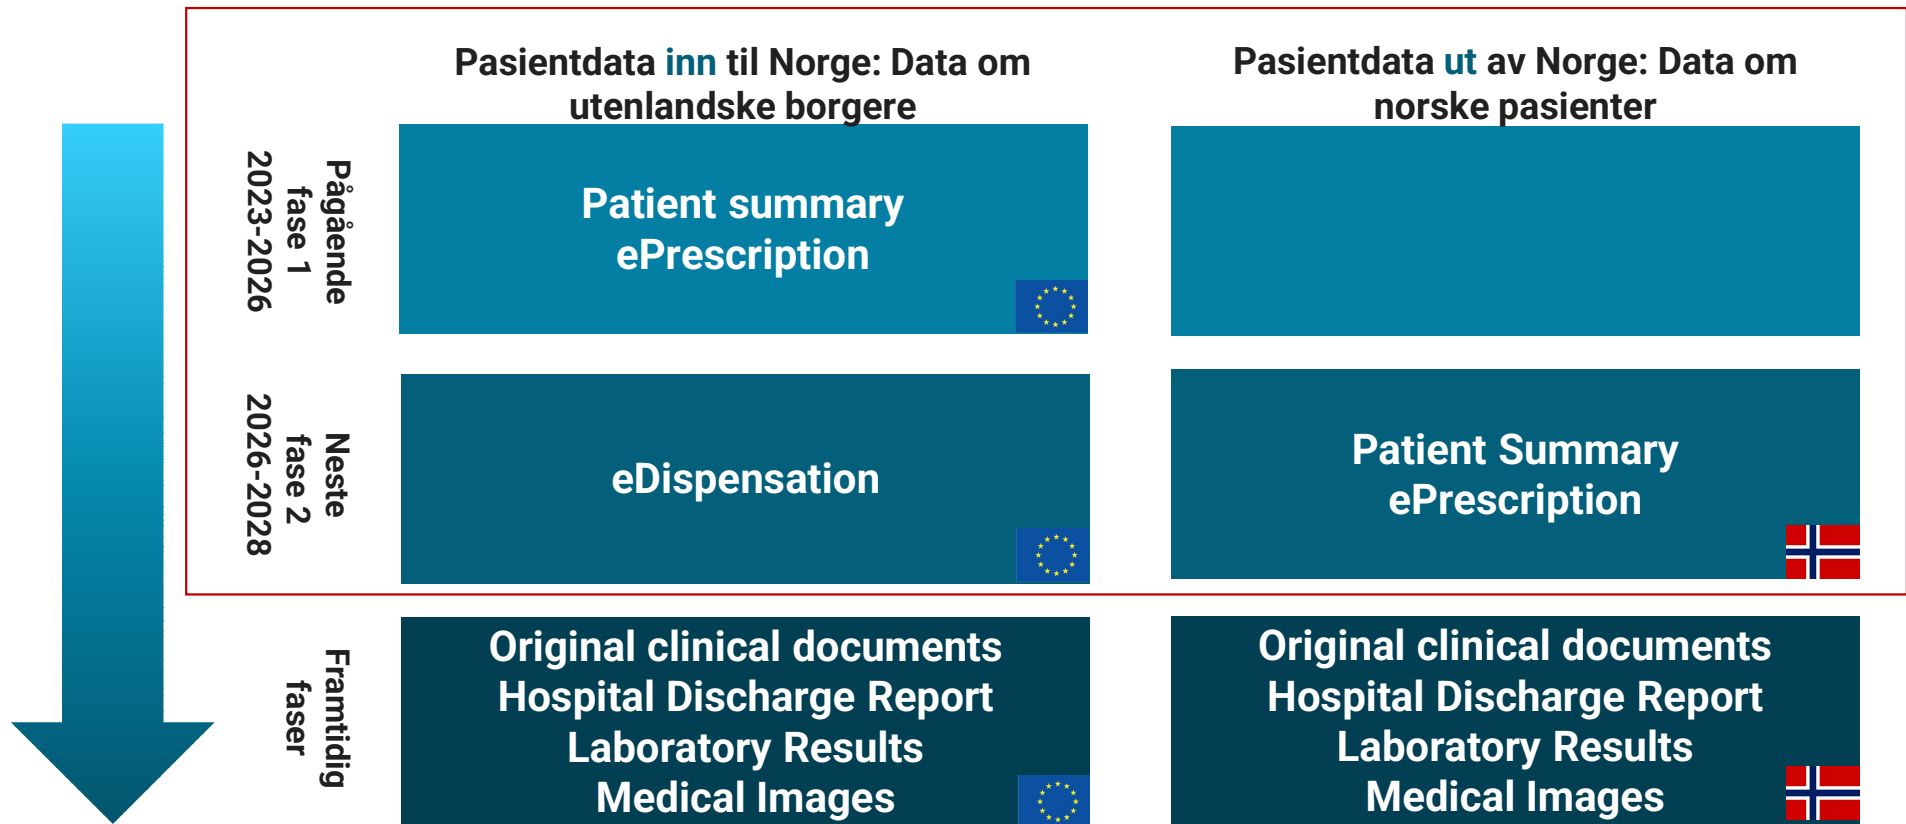 Pasientdata inn til Norge: Data om
utenlandske borgere
Pasientdata ut av Norge: Data om
norske pasienter
Pågående
fase 1
2023-2026
Patient summary
ePrescription
Neste
fase 2
2026-2028
eDispensation
Patient Summary
ePrescription
Framtidig
faser
Original clinical documents
Hospital Discharge Report
Laboratory Results
Medical Images
Original clinical documents
Hospital Discharge Report
Laboratory Results
Medical Images